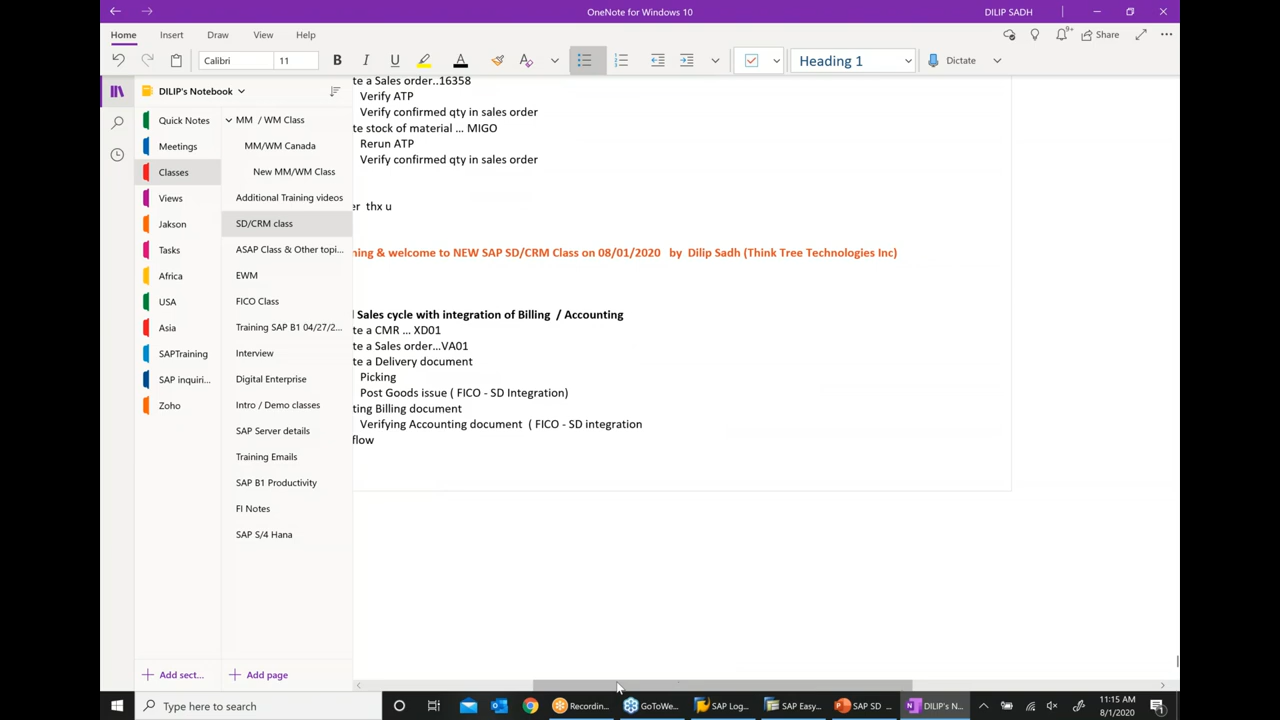 OneNote for Windows 10
DILIP SADH
Home
Insert
Draw
View
Help
Share
Calibri
11
B
I
U
A
Heading 1
Dictate
DILIP's Notebook
Quick Notes
Meetings
Classes
Views
Jakson
Tasks
Africa
USA
Asia
SAPTraining
SAP inquiri...
Zoho
Add sect...
MM / WM Class
MM/WM Canada
New MM/WM Class
Additional Training videos
SD/CRM class
ASAP Class & Other topi...
EWM
FICO Class
Training SAP B1 04/27/2...
Interview
Digital Enterprise
Intro / Demo classes
SAP Server details
Training Emails
SAP B1 Productivity
FI Notes
SAP S/4 Hana
Add page
te a Sales order..16358
Verify ATP
Verify confirmed qty in sales order
te stock of material ... MIGO
Rerun ATP
Verify confirmed qty in sales order
er thx u
ning & welcome to NEW SAP SD/CRM Class on 08/01/2020 by Dilip Sadh (Think Tree Technologies Inc)
l Sales cycle with integration of Billing / Accounting
te a CMR ... XD01
te a Sales order...VA01
te a Delivery document
Picking
Post Goods issue ( FICO - SD Integration)
ting Billing document
Verifying Accounting document ( FICO - SD integration
flow
Type here to search
Recordin...
GoToWe...
SAP Log...
SAP Easy...
SAP SD ...
DILIP's N...
11:15 AM
8/1/2020